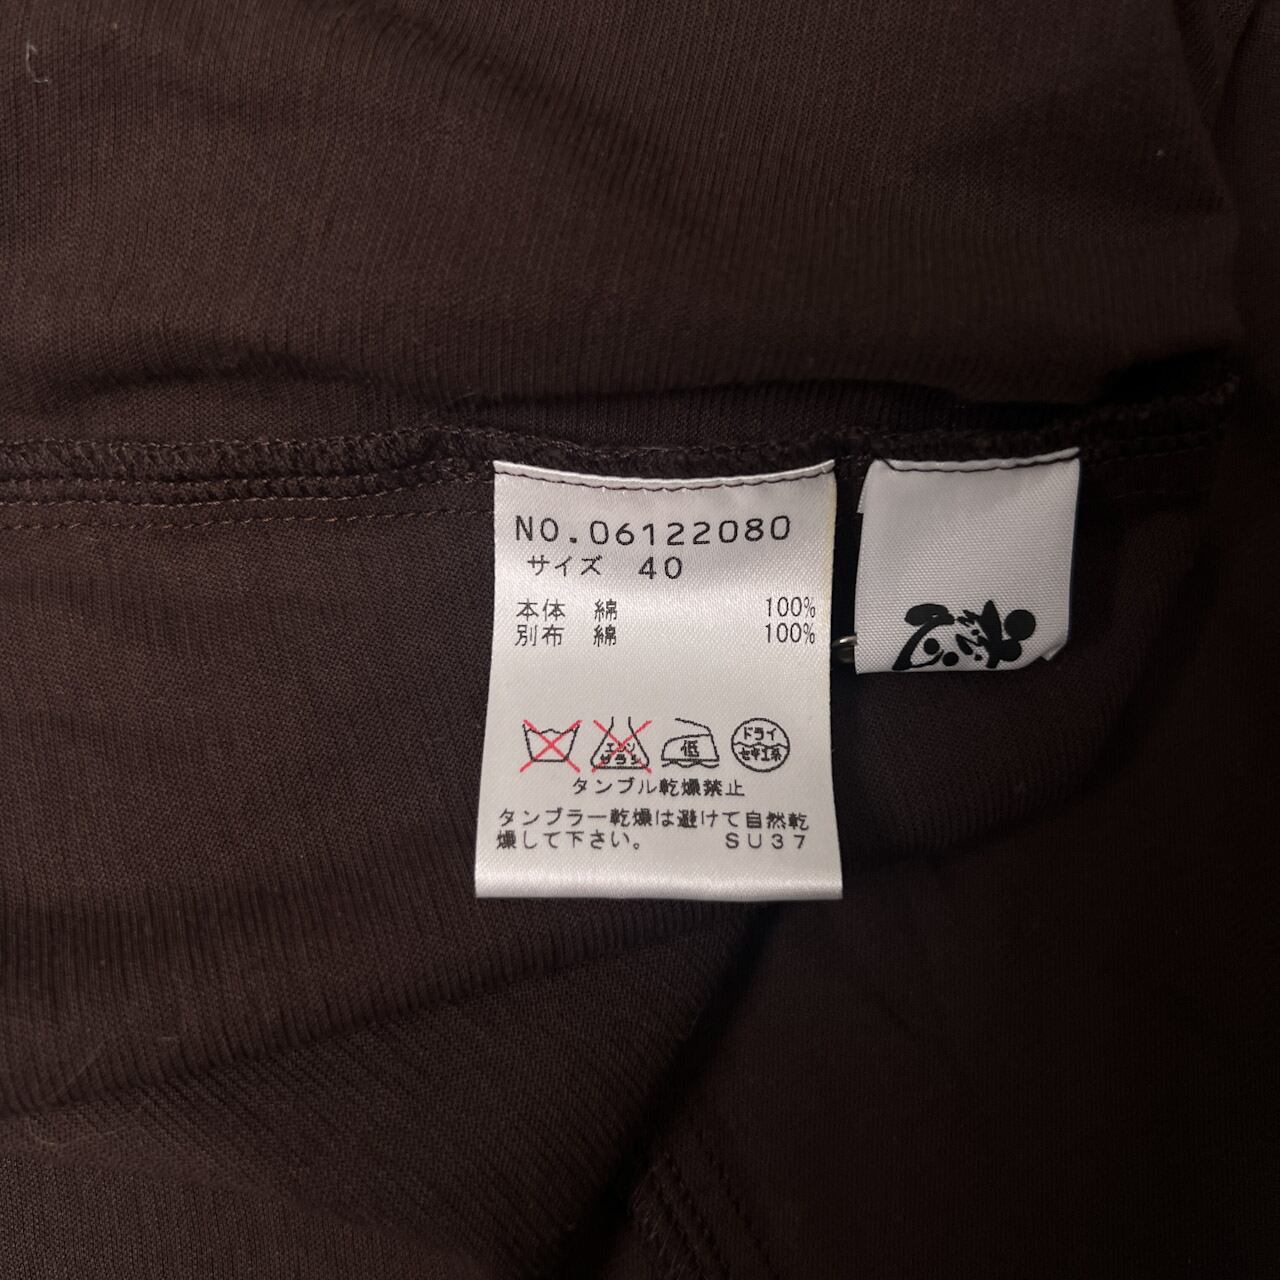 NO.06122080
サイズ 40
本体 綿 100%
別布 綿 100%
エンソ サラシ
低
ドライ
セキユ系
タンブル乾燥禁止
タンブラー乾燥は避けて自然乾
燥して下さい。 SU37